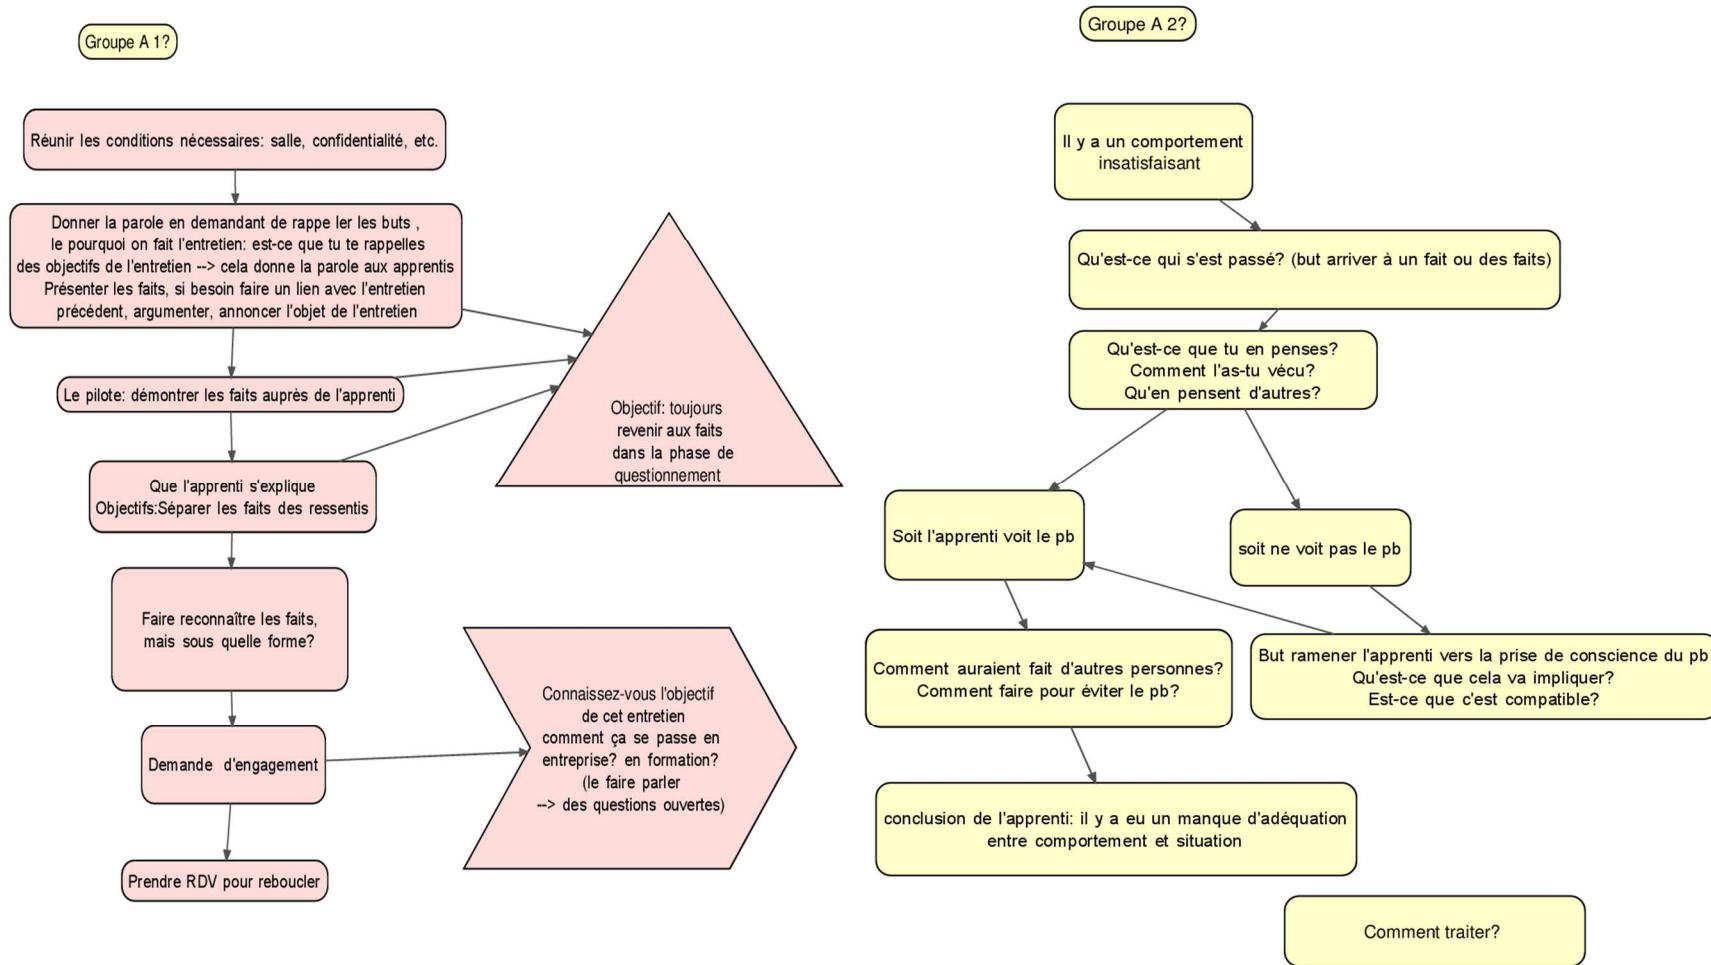 Groupe A 1?
Réunir les conditions nécessaires: salle, confidentialité, etc.
Donner la parole en demandant de rappe ler les buts ,
le pourquoi on fait l'entretien: est-ce que tu te rappelles
des objectifs de l'entretien --> cela donne la parole aux apprentis
Présenter les faits, si besoin faire un lien avec l'entretien
précédent, argumenter, annoncer l'objet de l'entretien
Le pilote: démontrer les faits auprès de l'apprenti
Que l'apprenti s'explique
Objectifs:Séparer les faits des ressentis
Objectif: toujours
revenir aux faits
dans la phase de
questionnement
Faire reconnaître les faits,
mais sous quelle forme?
Demande d'engagement
Connaissez-vous l'objectif
de cet entretien
comment ça se passe en
entreprise? en formation?
(le faire parler
--> des questions ouvertes)
Prendre RDV pour reboucler
Groupe A 2?
Il y a un comportement
insatisfaisant
Qu'est-ce qui s'est passé? (but arriver à un fait ou des faits)
Qu'est-ce que tu en penses?
Comment l'as-tu vécu?
Qu'en pensent d'autres?
Soit l'apprenti voit le pb
soit ne voit pas le pb
Comment auraient fait d'autres personnes?
Comment faire pour éviter le pb?
But ramener l'apprenti vers la prise de conscience du pb
Qu'est-ce que cela va impliquer?
Est-ce que c'est compatible?
conclusion de l'apprenti: il y a eu un manque d'adéquation
entre comportement et situation
Comment traiter?